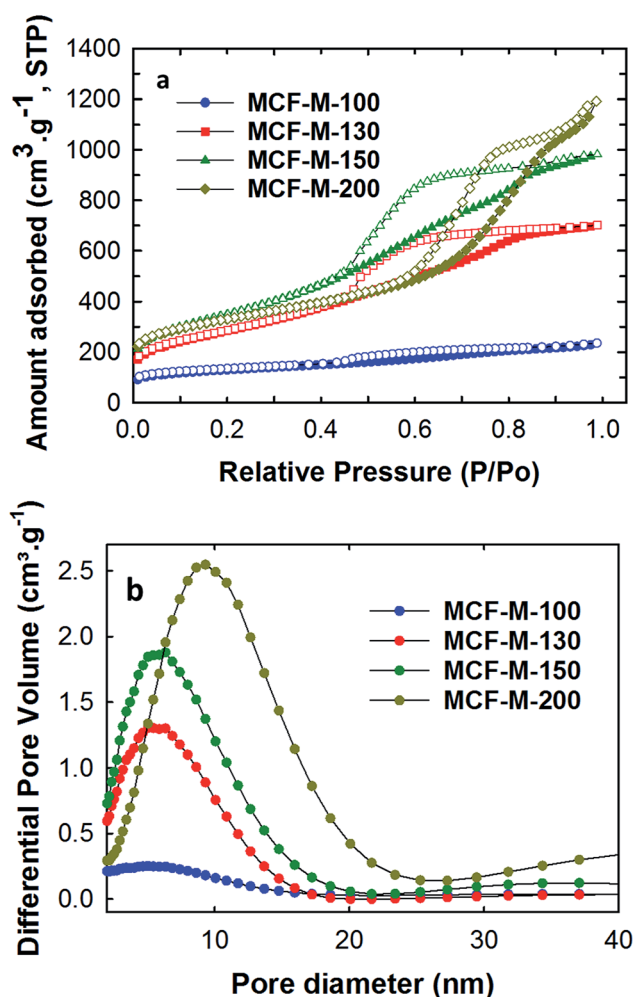 a
MCF-M-100
MCF-M-130
MCF-M-150
MCF-M-200
Amount adsorbed (cm³.g⁻¹, STP)
1400
1200
1000
800
600
400
200
0
0.0 0.2 0.4 0.6 0.8 1.0
Relative Pressure (P/Po)
b
MCF-M-100
MCF-M-130
MCF-M-150
MCF-M-200
Differential Pore Volume (cm³.g⁻¹)
2.5
2.0
1.5
1.0
0.5
0.0
10 20 30 40
Pore diameter (nm)